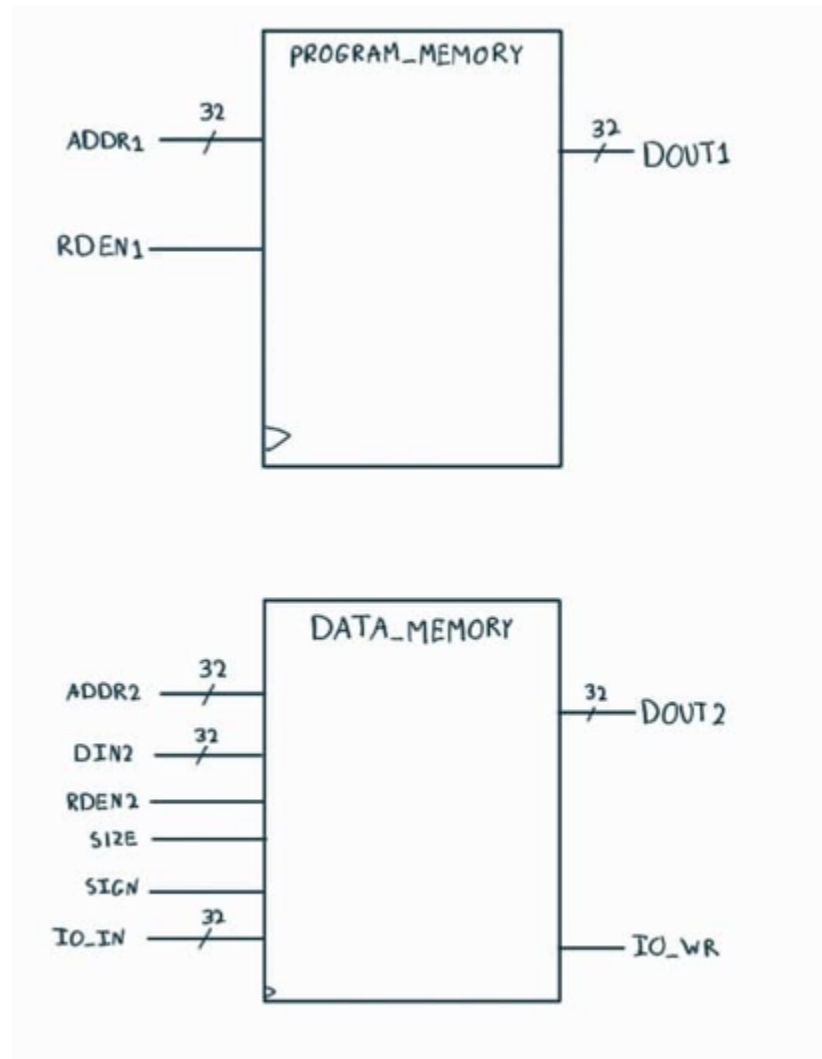 PROGRAM_MEMORY
32
ADDR1
32
DOUT1
RDEN1
DATA_MEMORY
32
ADDR2
32
DOUT2
32
DIN2
RDEN2
SIZE
SIGN
32
IO_IN
IO_WR